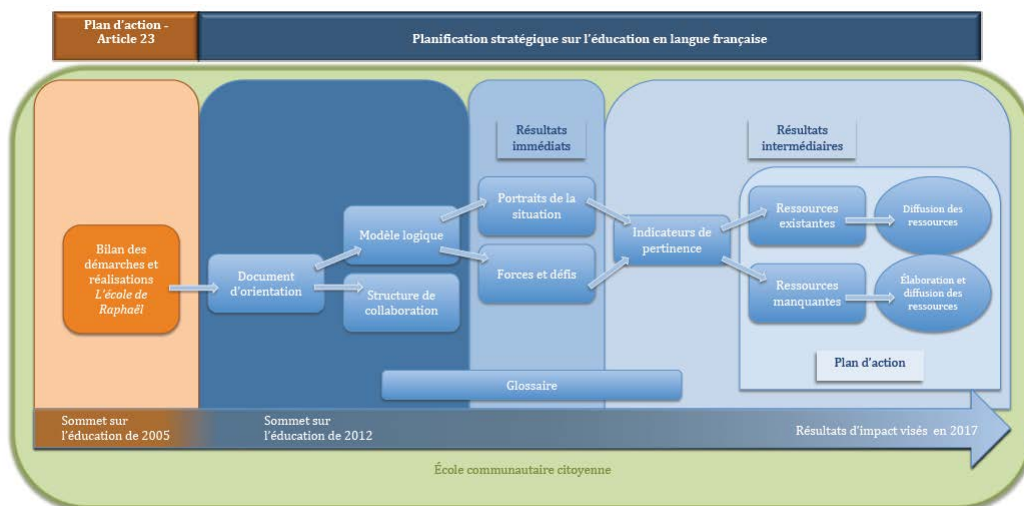 Plan d'action -
Article 23
Planification stratégique sur l'éducation en langue française
Résultats
immédiats
Résultats
intermédiaires
Bilan des
démarches et
réalisations
L'école de
Raphaël
Document
d'orientation
Modèle logique
Structure de
collaboration
Portraits de la
situation
Forces et défis
Indicateurs de
pertinence
Ressources
existantes
Diffusion des
ressources
Ressources
manquantes
Élaboration et
diffusion des
ressources
Plan d'action
Glossaire
Sommet sur
l'éducation de 2005
Sommet sur
l'éducation de 2012
Résultats d'impact visés en 2017
École communautaire citoyenne